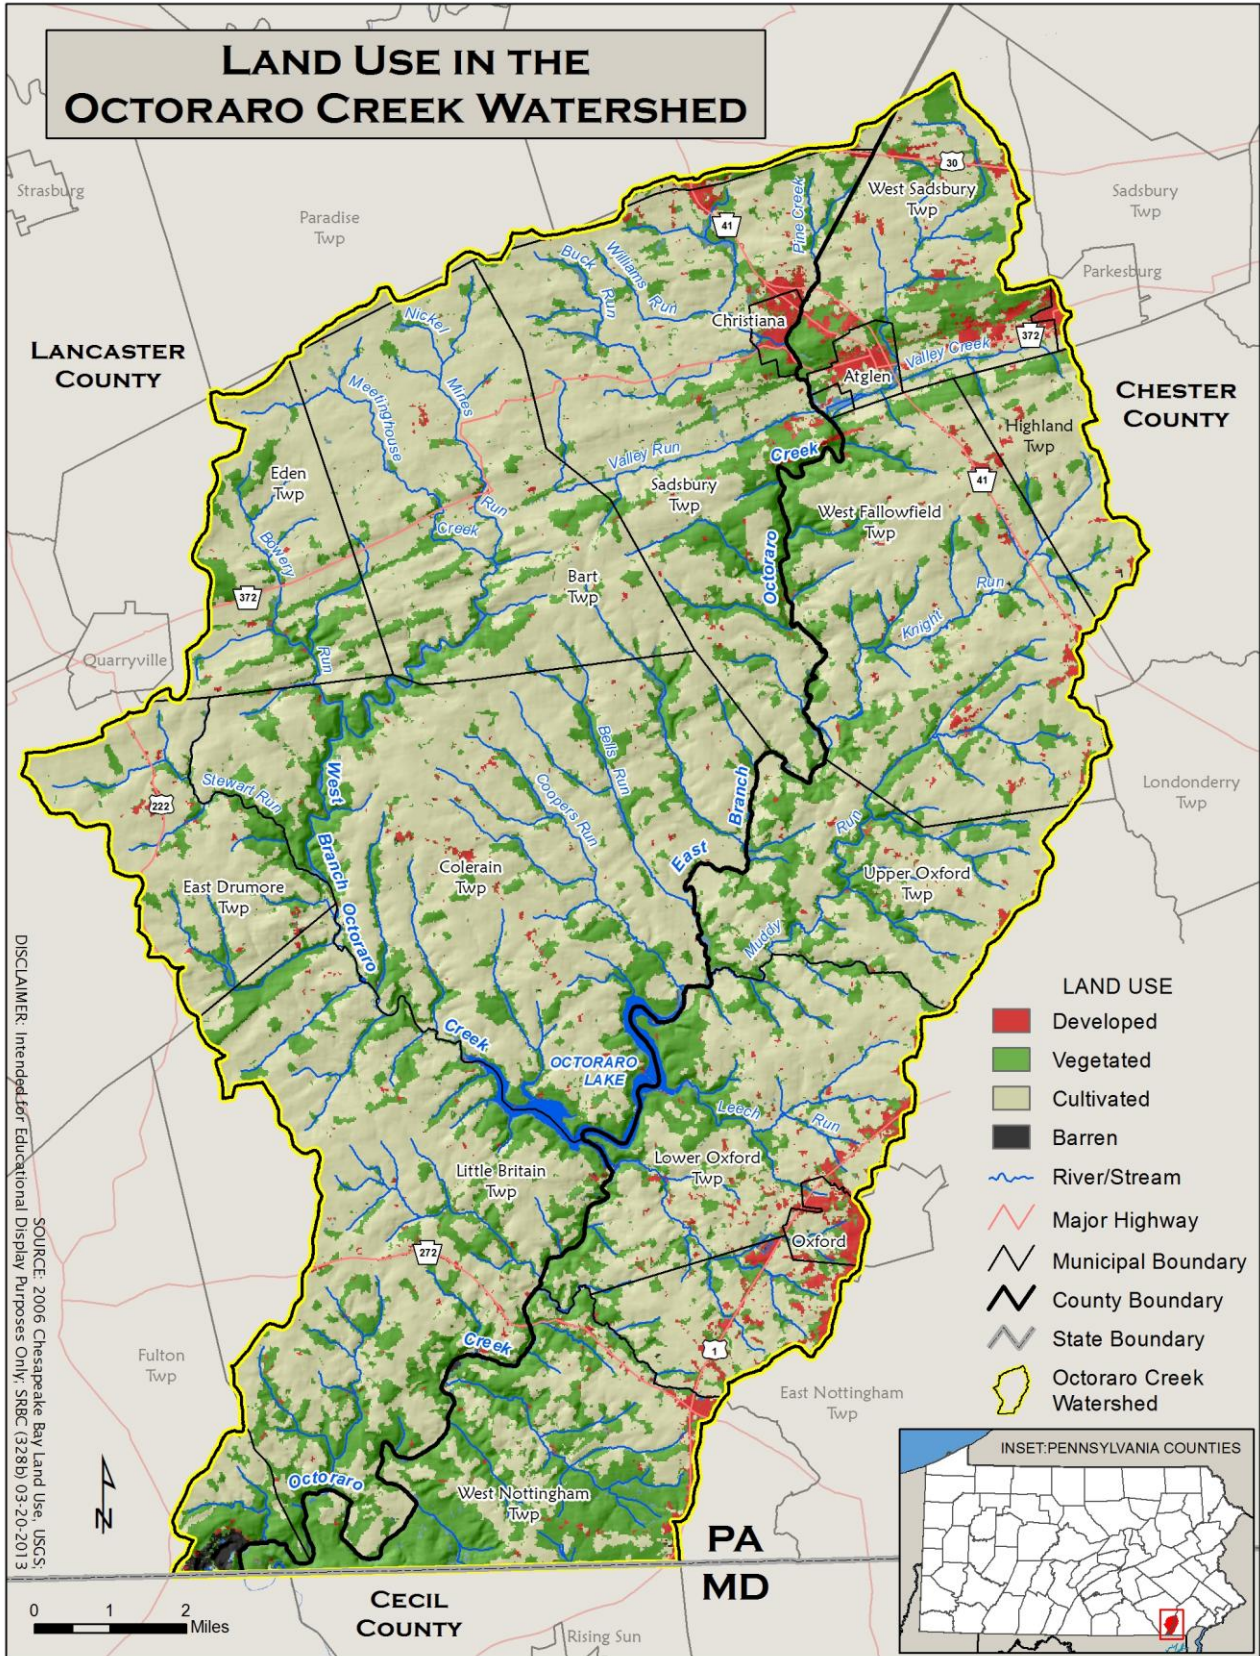 LAND USE IN THE
OCTORARO CREEK WATERSHED
Strasburg
Paradise
Twp
LANCASTER
COUNTY
30
West Sadsbury
Twp
Sadsbury
Twp
Parkesburg
41
Pine Creek
Williams Run
Buck
Run
Christiana
372
Valley Creek
Atglen
CHESTER
COUNTY
Nickel
Mines
Run
Meetinghouse
Creek
Highland
Twp
Valley Run
Creek
Sadsbury
Twp
Eden
Twp
41
West Fallowfield
Twp
Bowery
Run
Bart
Twp
Octoraro
Run
Knight
372
Quarryville
Stewart Run
222
West
Branch
Octoraro
Bells Run
Coopers Run
Branch
East
Londonderry
Twp
Run
Muddy
Colerain
Twp
East Drumore
Twp
Upper Oxford
Twp
Creek
OCTORARO
LAKE
Leech
Run
Little Britain
Twp
Lower Oxford
Twp
Oxford
272
Creek
1
Fulton
Twp
East Nottingham
Twp
Octoraro
West Nottingham
Twp
PA
MD
CECIL
COUNTY
Rising Sun
LAND USE
Developed
Vegetated
Cultivated
Barren
River/Stream
Major Highway
Municipal Boundary
County Boundary
State Boundary
Octoraro Creek
Watershed
INSET:PENNSYLVANIA COUNTIES
N
0 1 2
Miles
SOURCE: 2006 Chesapeake Bay Land Use, USGS;
DISCLAIMER: Intended for Educational Display Purposes Only; SRBC (328b) 03-20-2013